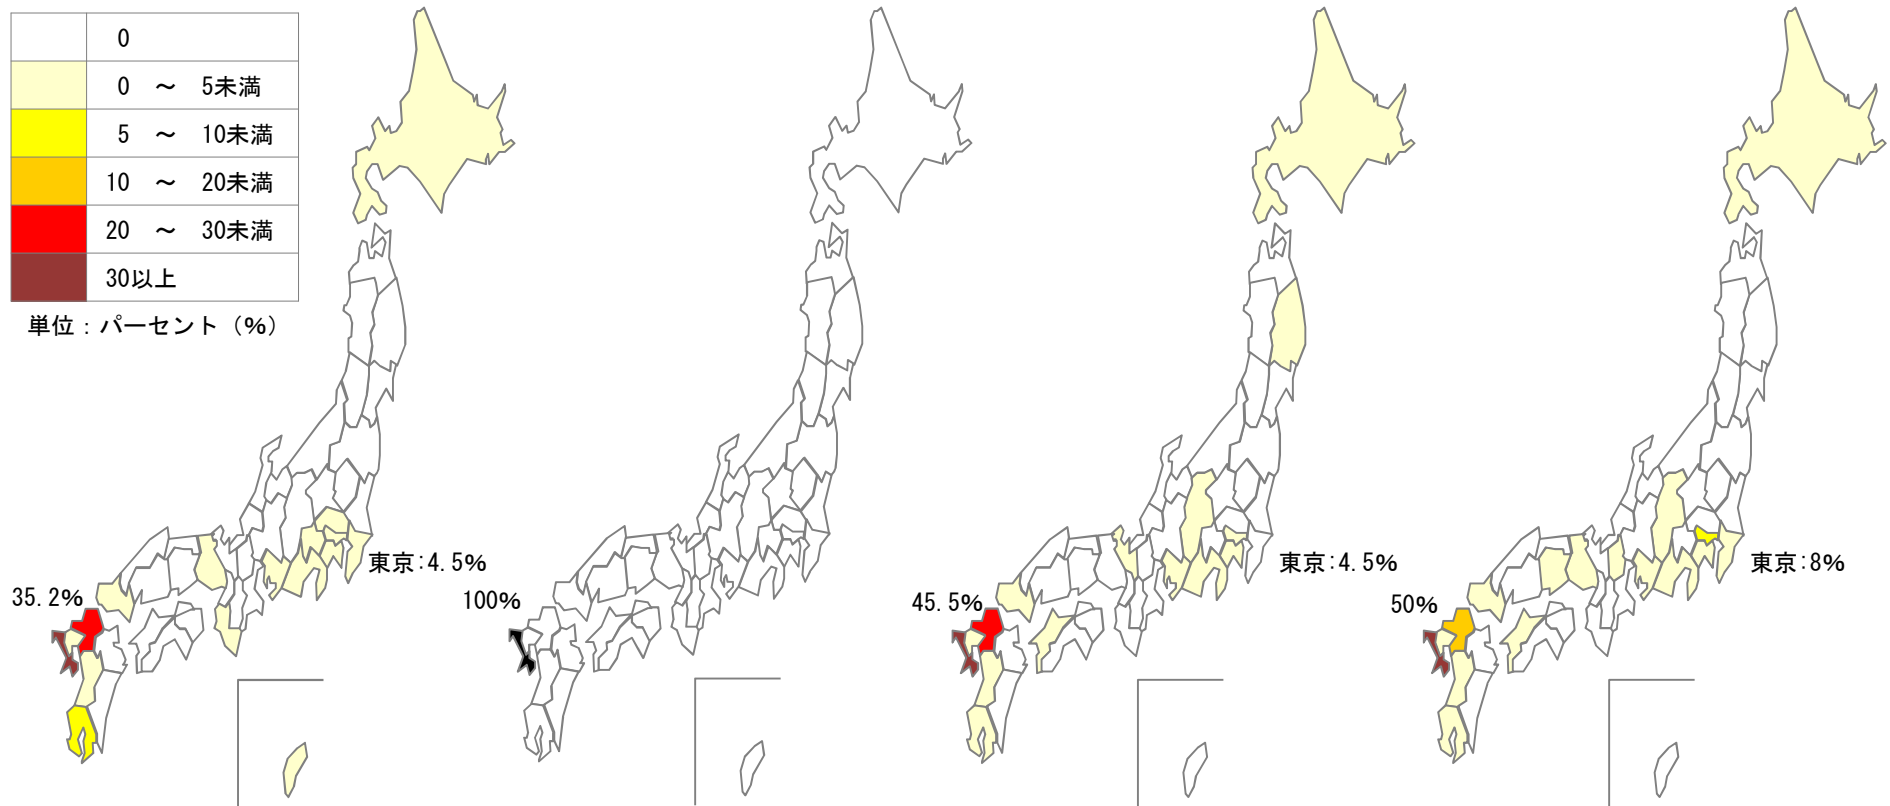 0
0 ～ 5未満
5 ～ 10未満
10 ～ 20未満
20 ～ 30未満
30以上
単位：パーセント（%）
東京:4.5%
35.2%
100%
東京:4.5%
45.5%
東京:8%
50%